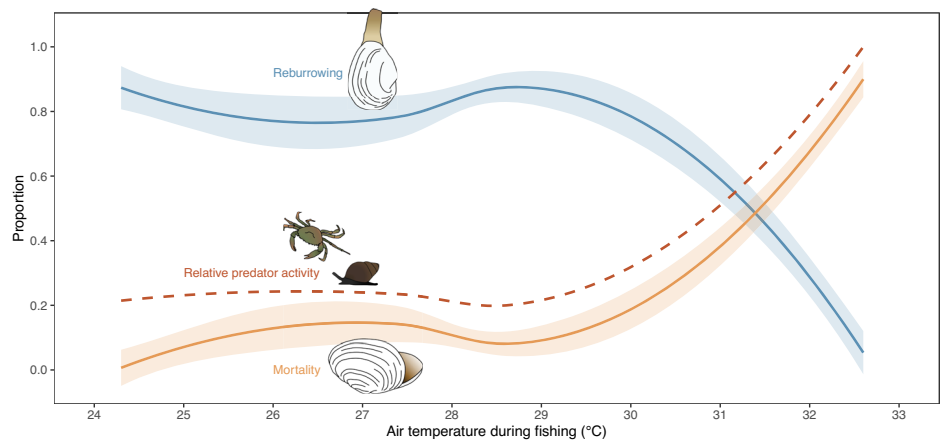 1.0
0.8
0.6
0.4
0.2
0.0
Proportion
Reburrowing
Relative predator activity
Mortality
24 25 26 27 28 29 30 31 32 33
Air temperature during fishing (°C)